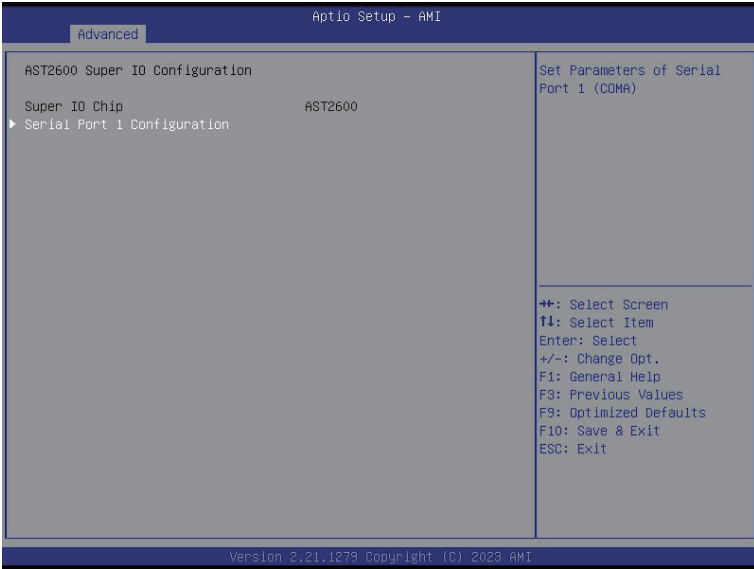 Aptio Setup – AMI
Advanced
AST2600 Super IO Configuration
Super IO Chip AST2600
▶ Serial Port 1 Configuration
Set Parameters of Serial
Port 1 (COMA)
→←: Select Screen
↑↓: Select Item
Enter: Select
+/-: Change Opt.
F1: General Help
F3: Previous Values
F9: Optimized Defaults
F10: Save & Exit
ESC: Exit
Version 2.21.1279 Copyright (C) 2023 AMI